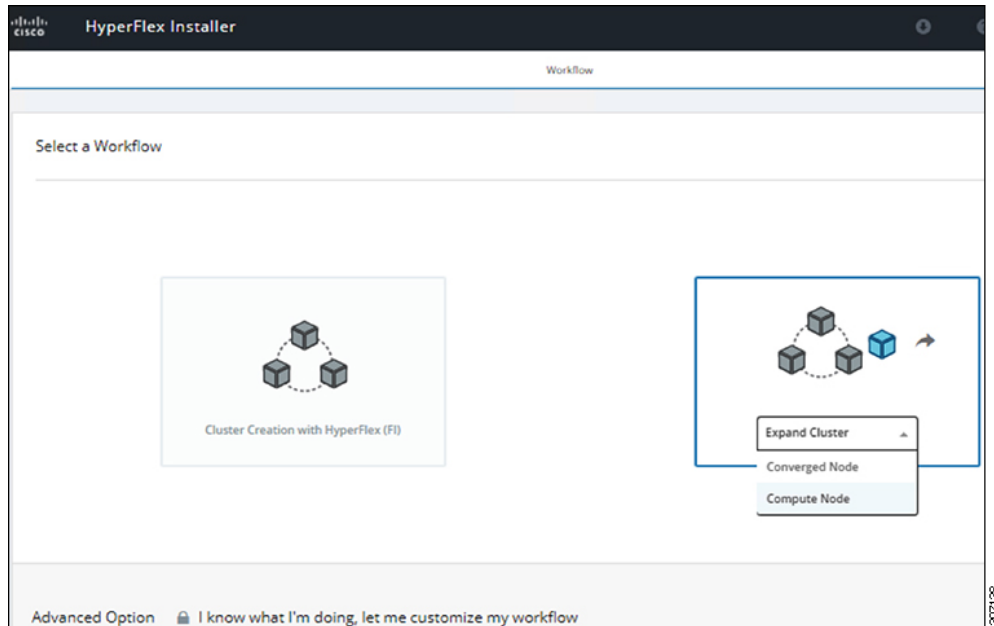 cisco
HyperFlex Installer
Workflow
Select a Workflow
Cluster Creation with HyperFlex (FI)
Expand Cluster
Converged Node
Compute Node
Advanced Option I know what I'm doing, let me customize my workflow